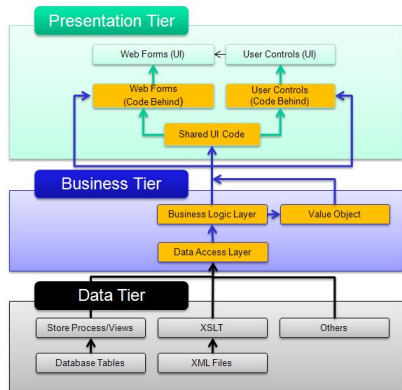 Presentation Tier
Web Forms (UI)
User Controls (UI)
Web Forms
(Code Behind)
User Controls
(Code Behind)
Shared UI Code
Business Tier
Business Logic Layer
Value Object
Data Access Layer
Data Tier
Store Process/Views
XSLT
Others
Database Tables
XML Files